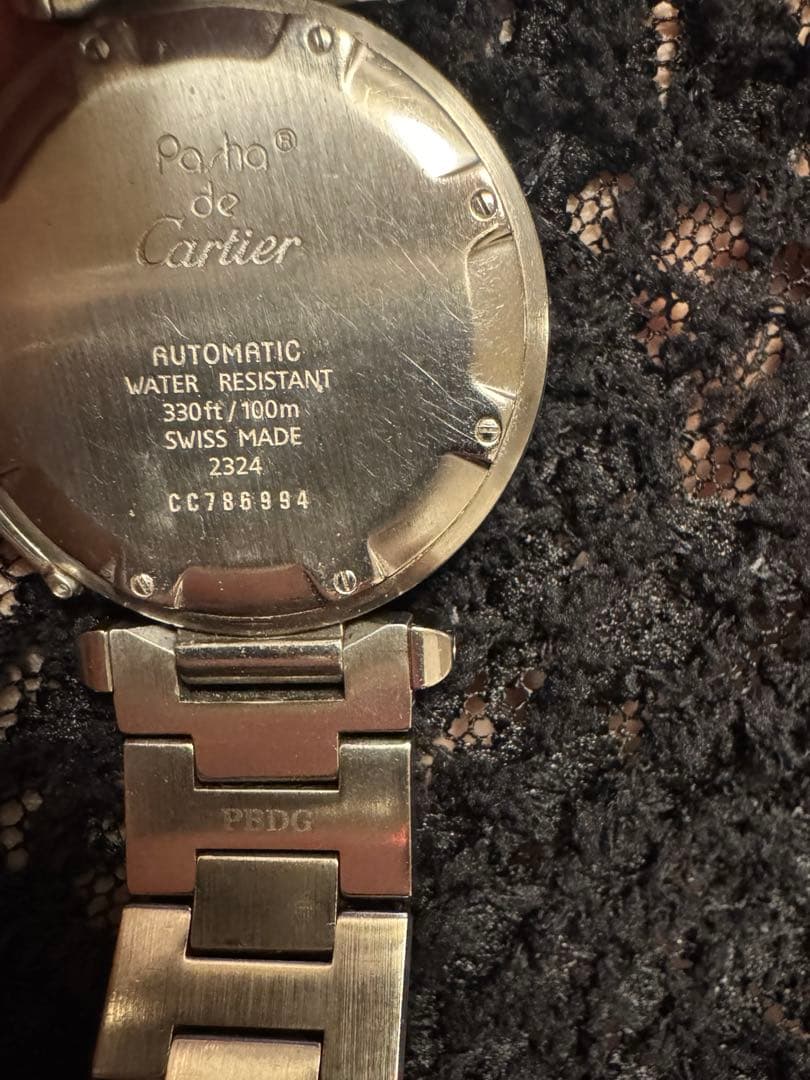 Pasha®
de
Cartier
AUTOMATIC
WATER RESISTANT
330ft/100m
SWISS MADE
2324
CC786994
PBDG